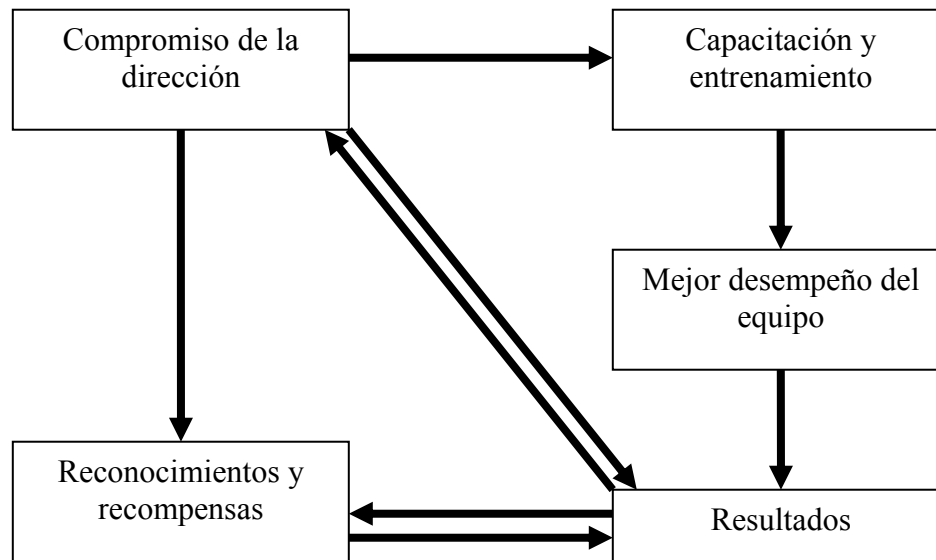 Compromiso de la
dirección
Capacitación y
entrenamiento
Mejor desempeño del
equipo
Reconocimientos y
recompensas
Resultados